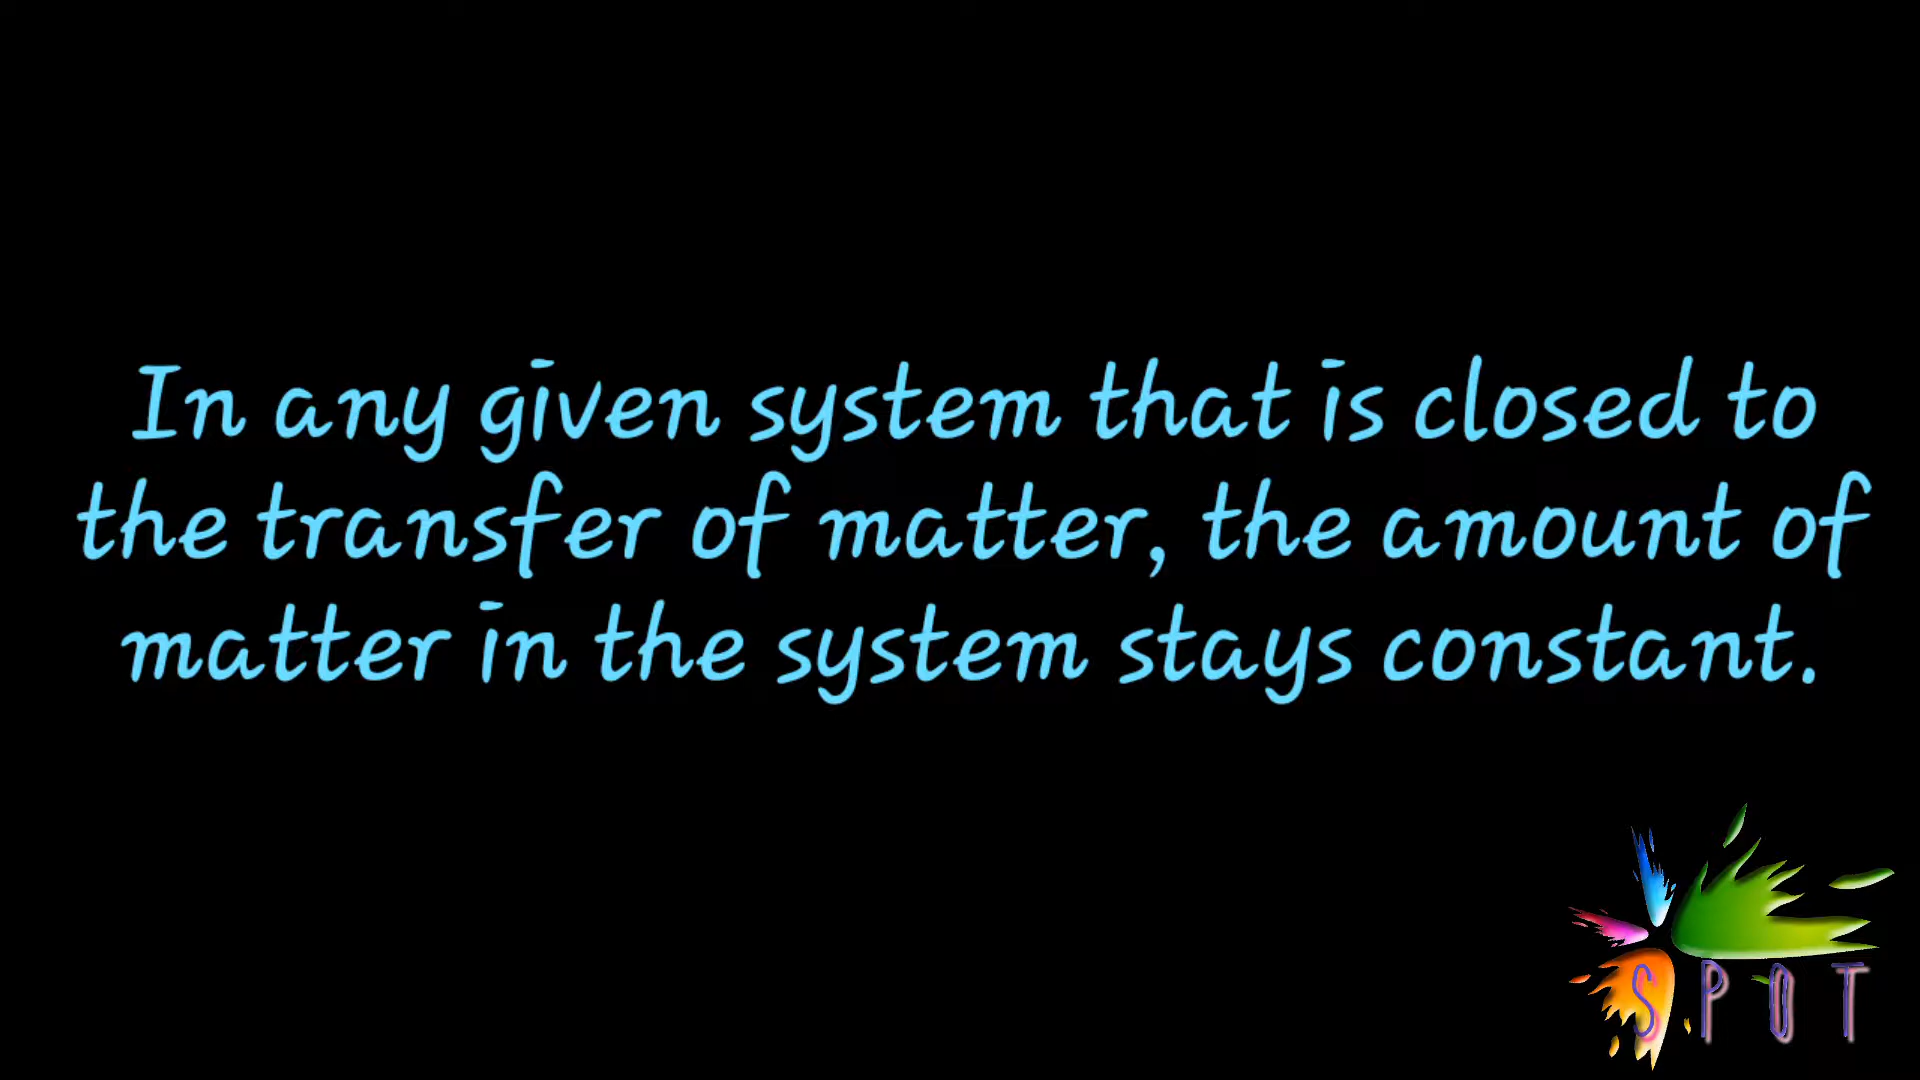 In any given system that is closed to
the transfer of matter, the amount of
matter in the system stays constant.
SPOT